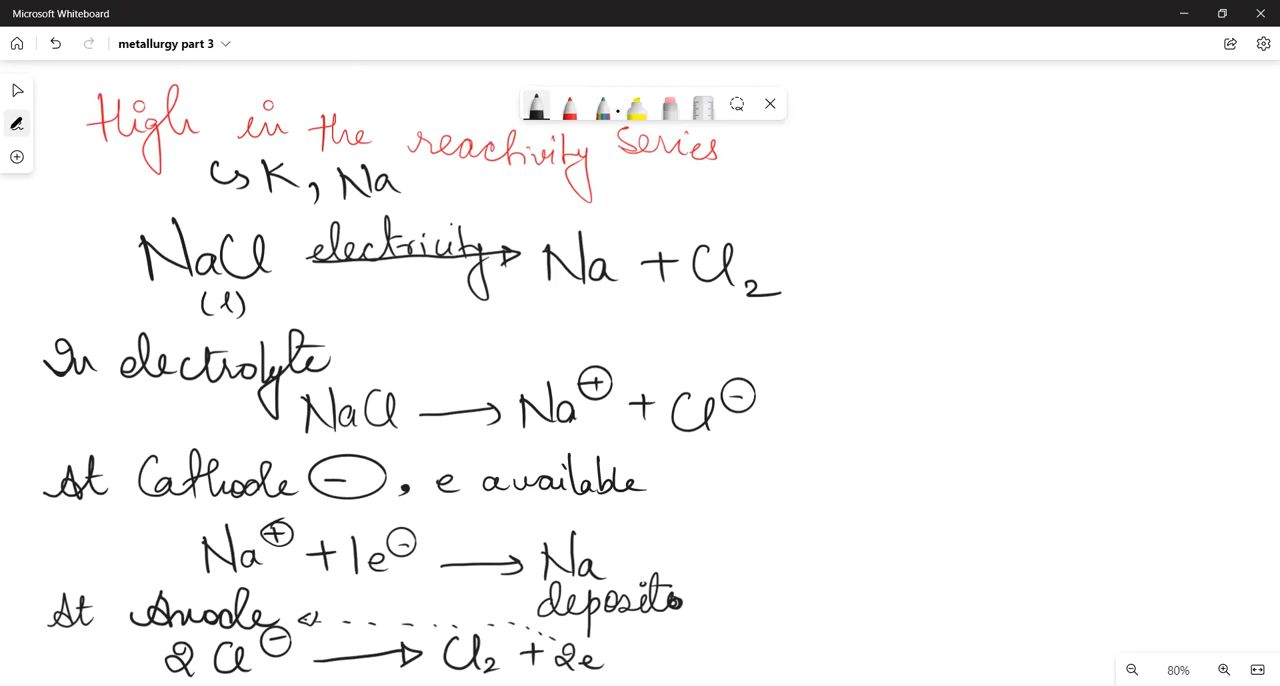 Microsoft Whiteboard
metallurgy part 3
High in the reactivity series
Cs K, Na
NaCl electricity→ Na + Cl₂
(l)
In electrolyte
NaCl → Na⊕ + Cl⊖
At Cathode ⊖, e available
Na⊕ + 1e⊖ → Na
deposits
At Anode
2Cl⊖ → Cl₂ + 2e
80%